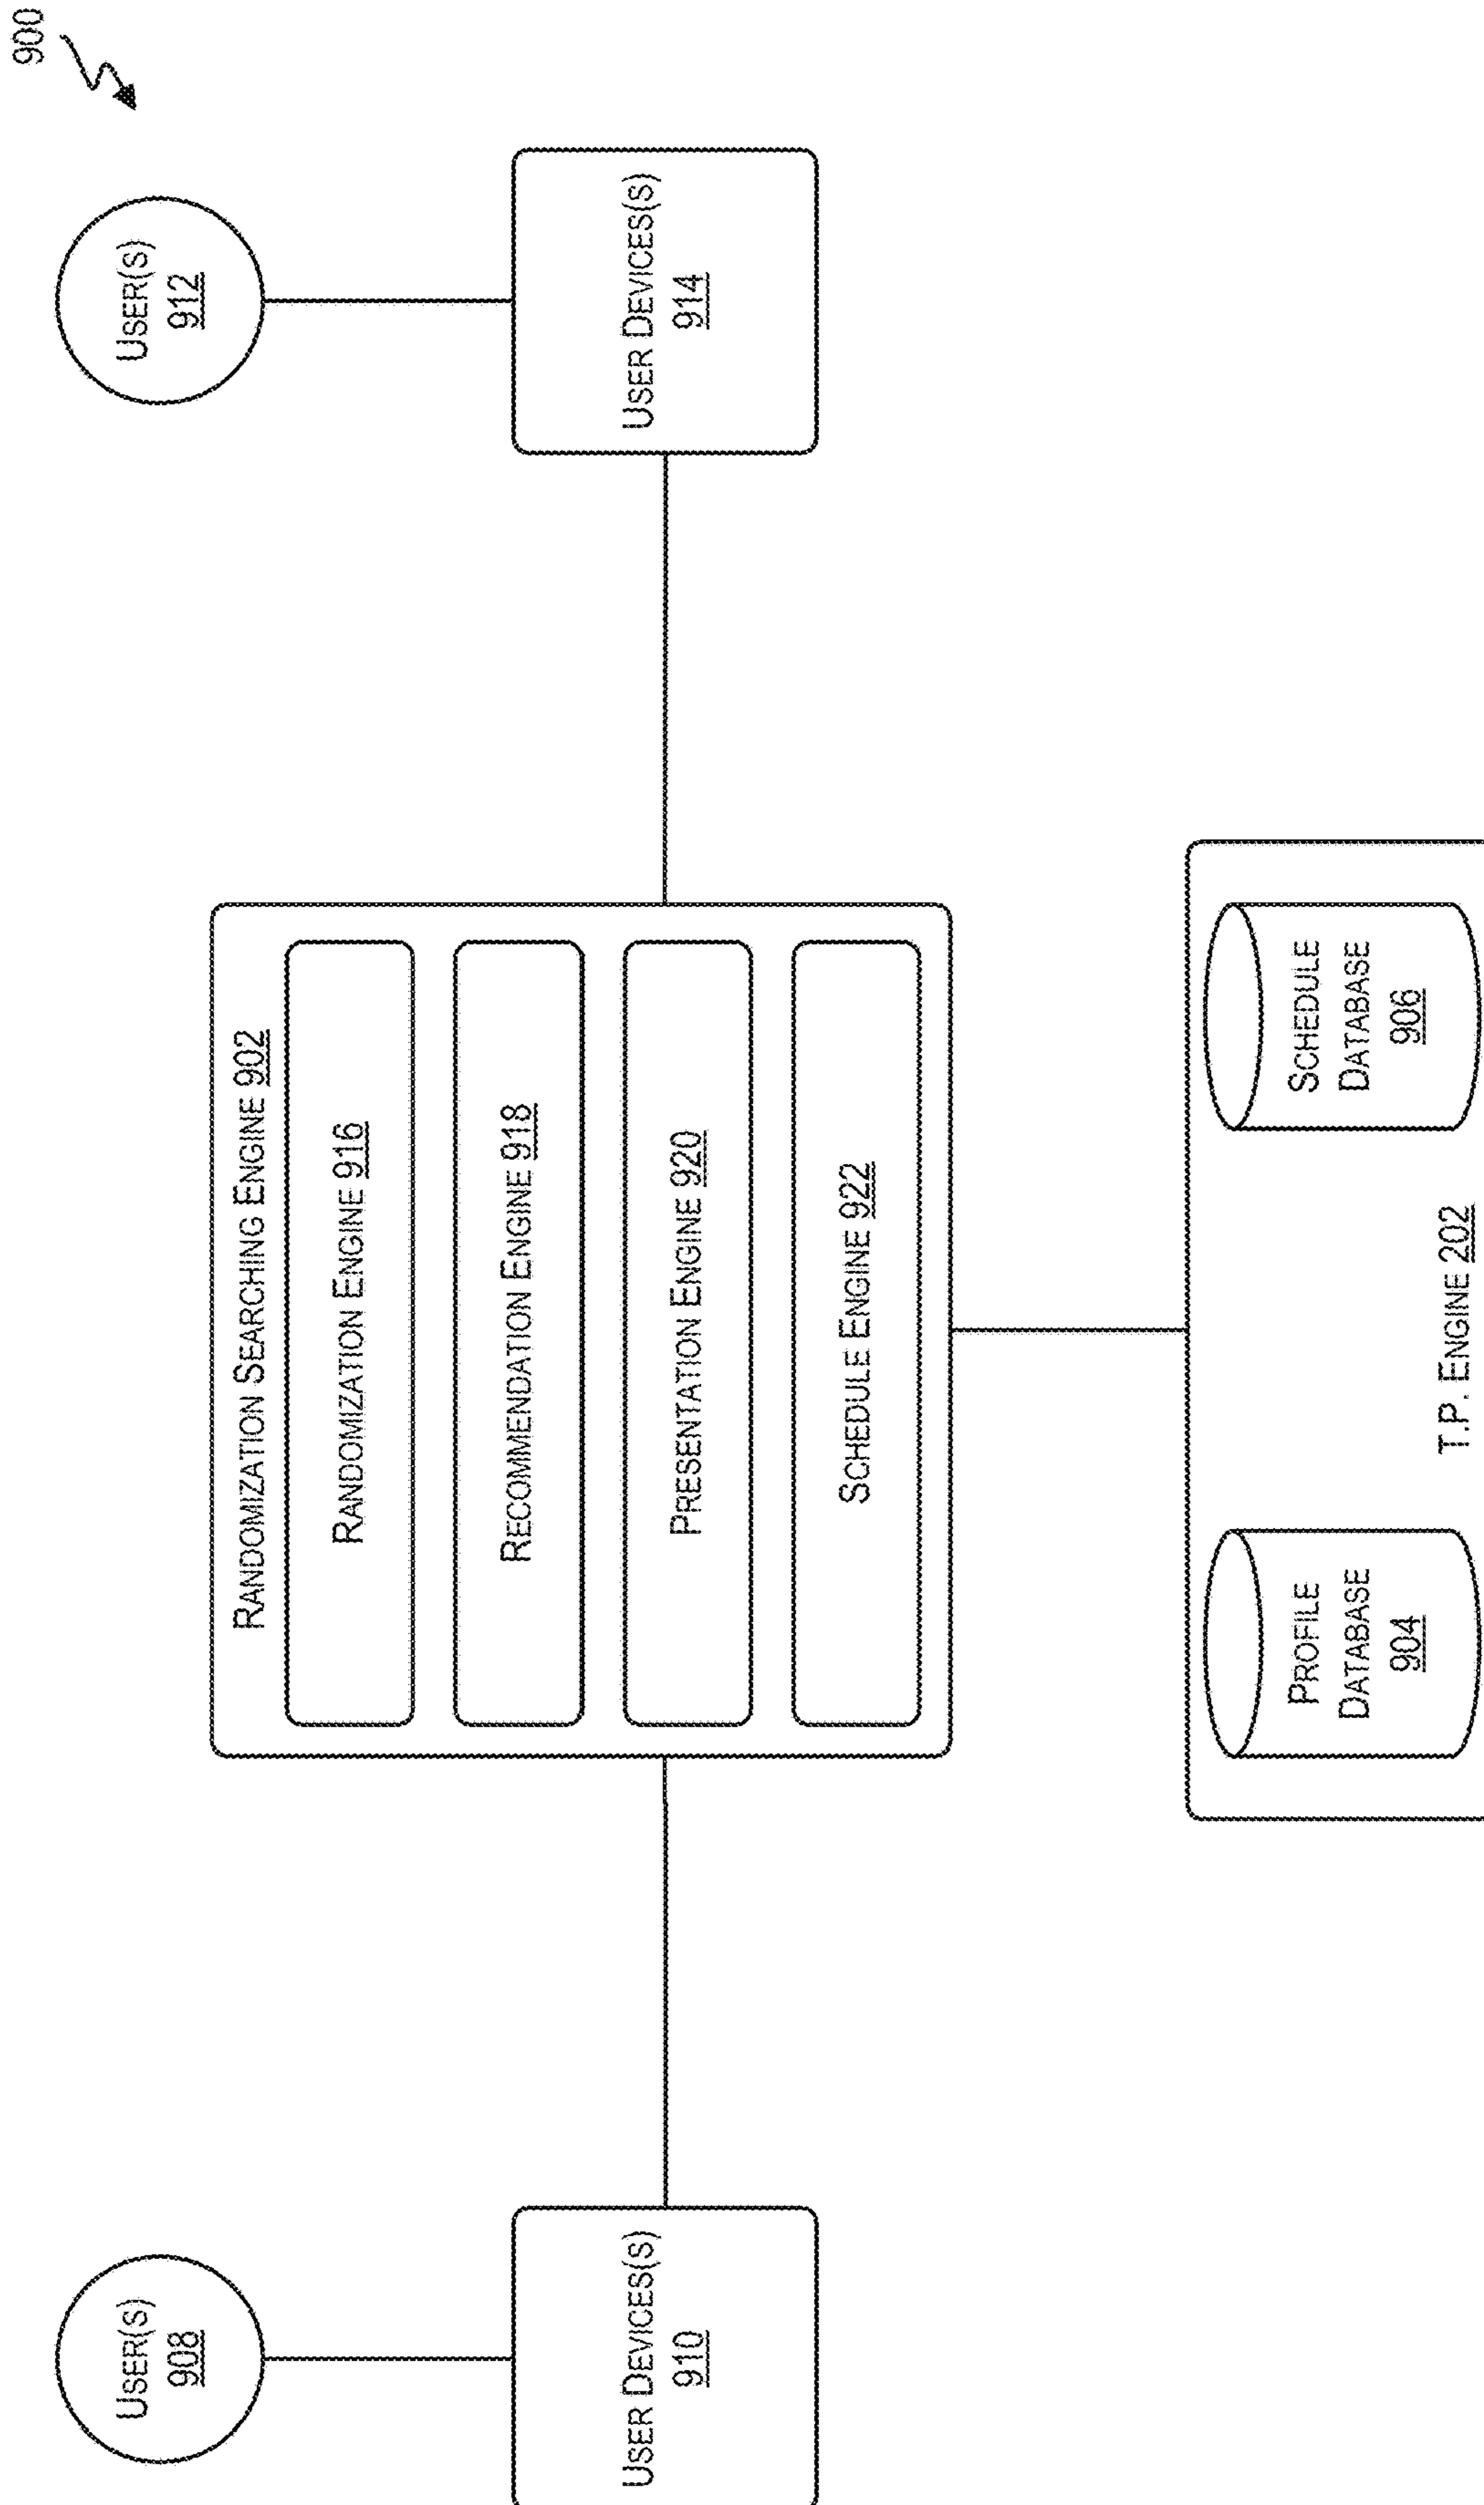 900
USER(S)
908
USER(S)
912
RANDOMIZATION SEARCHING ENGINE 902
RANDOMIZATION ENGINE 916
RECOMMENDATION ENGINE 918
PRESENTATION ENGINE 920
SCHEDULE ENGINE 922
USER DEVICES(S)
910
USER DEVICES(S)
914
PROFILE
DATABASE
904
SCHEDULE
DATABASE
906
T.P. ENGINE 202